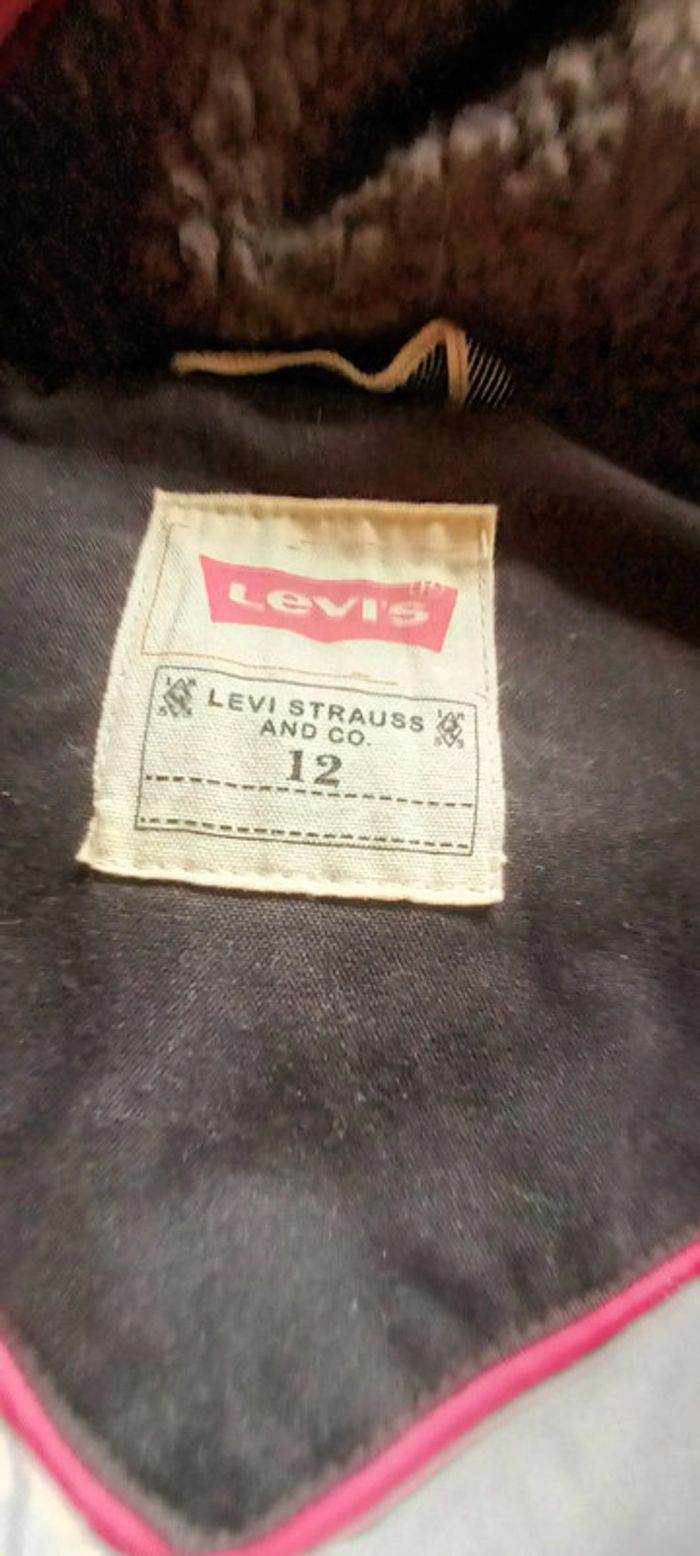 Levi's (R)
LEVI STRAUSS
AND CO.
12